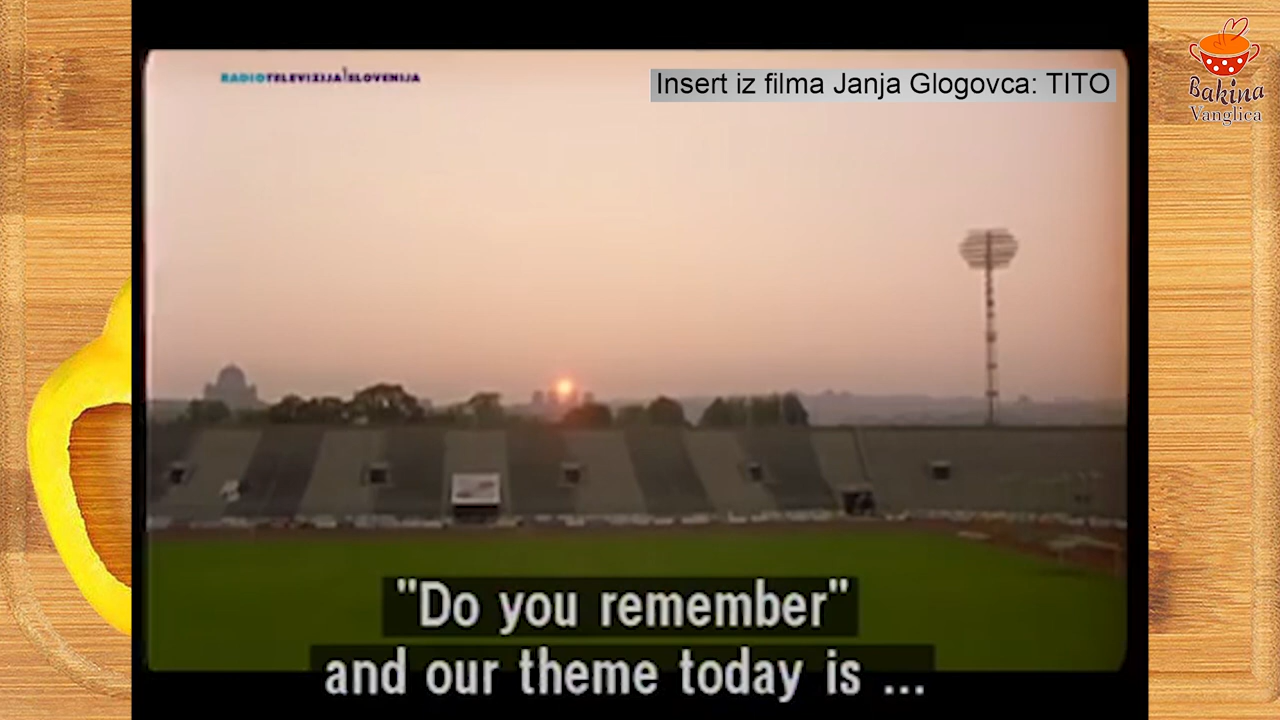 RADIOTELEVIZIJA SLOVENIJA
Insert iz filma Janja Glogovca: TITO
Bakina
Vanglica
"Do you remember"
and our theme today is ...